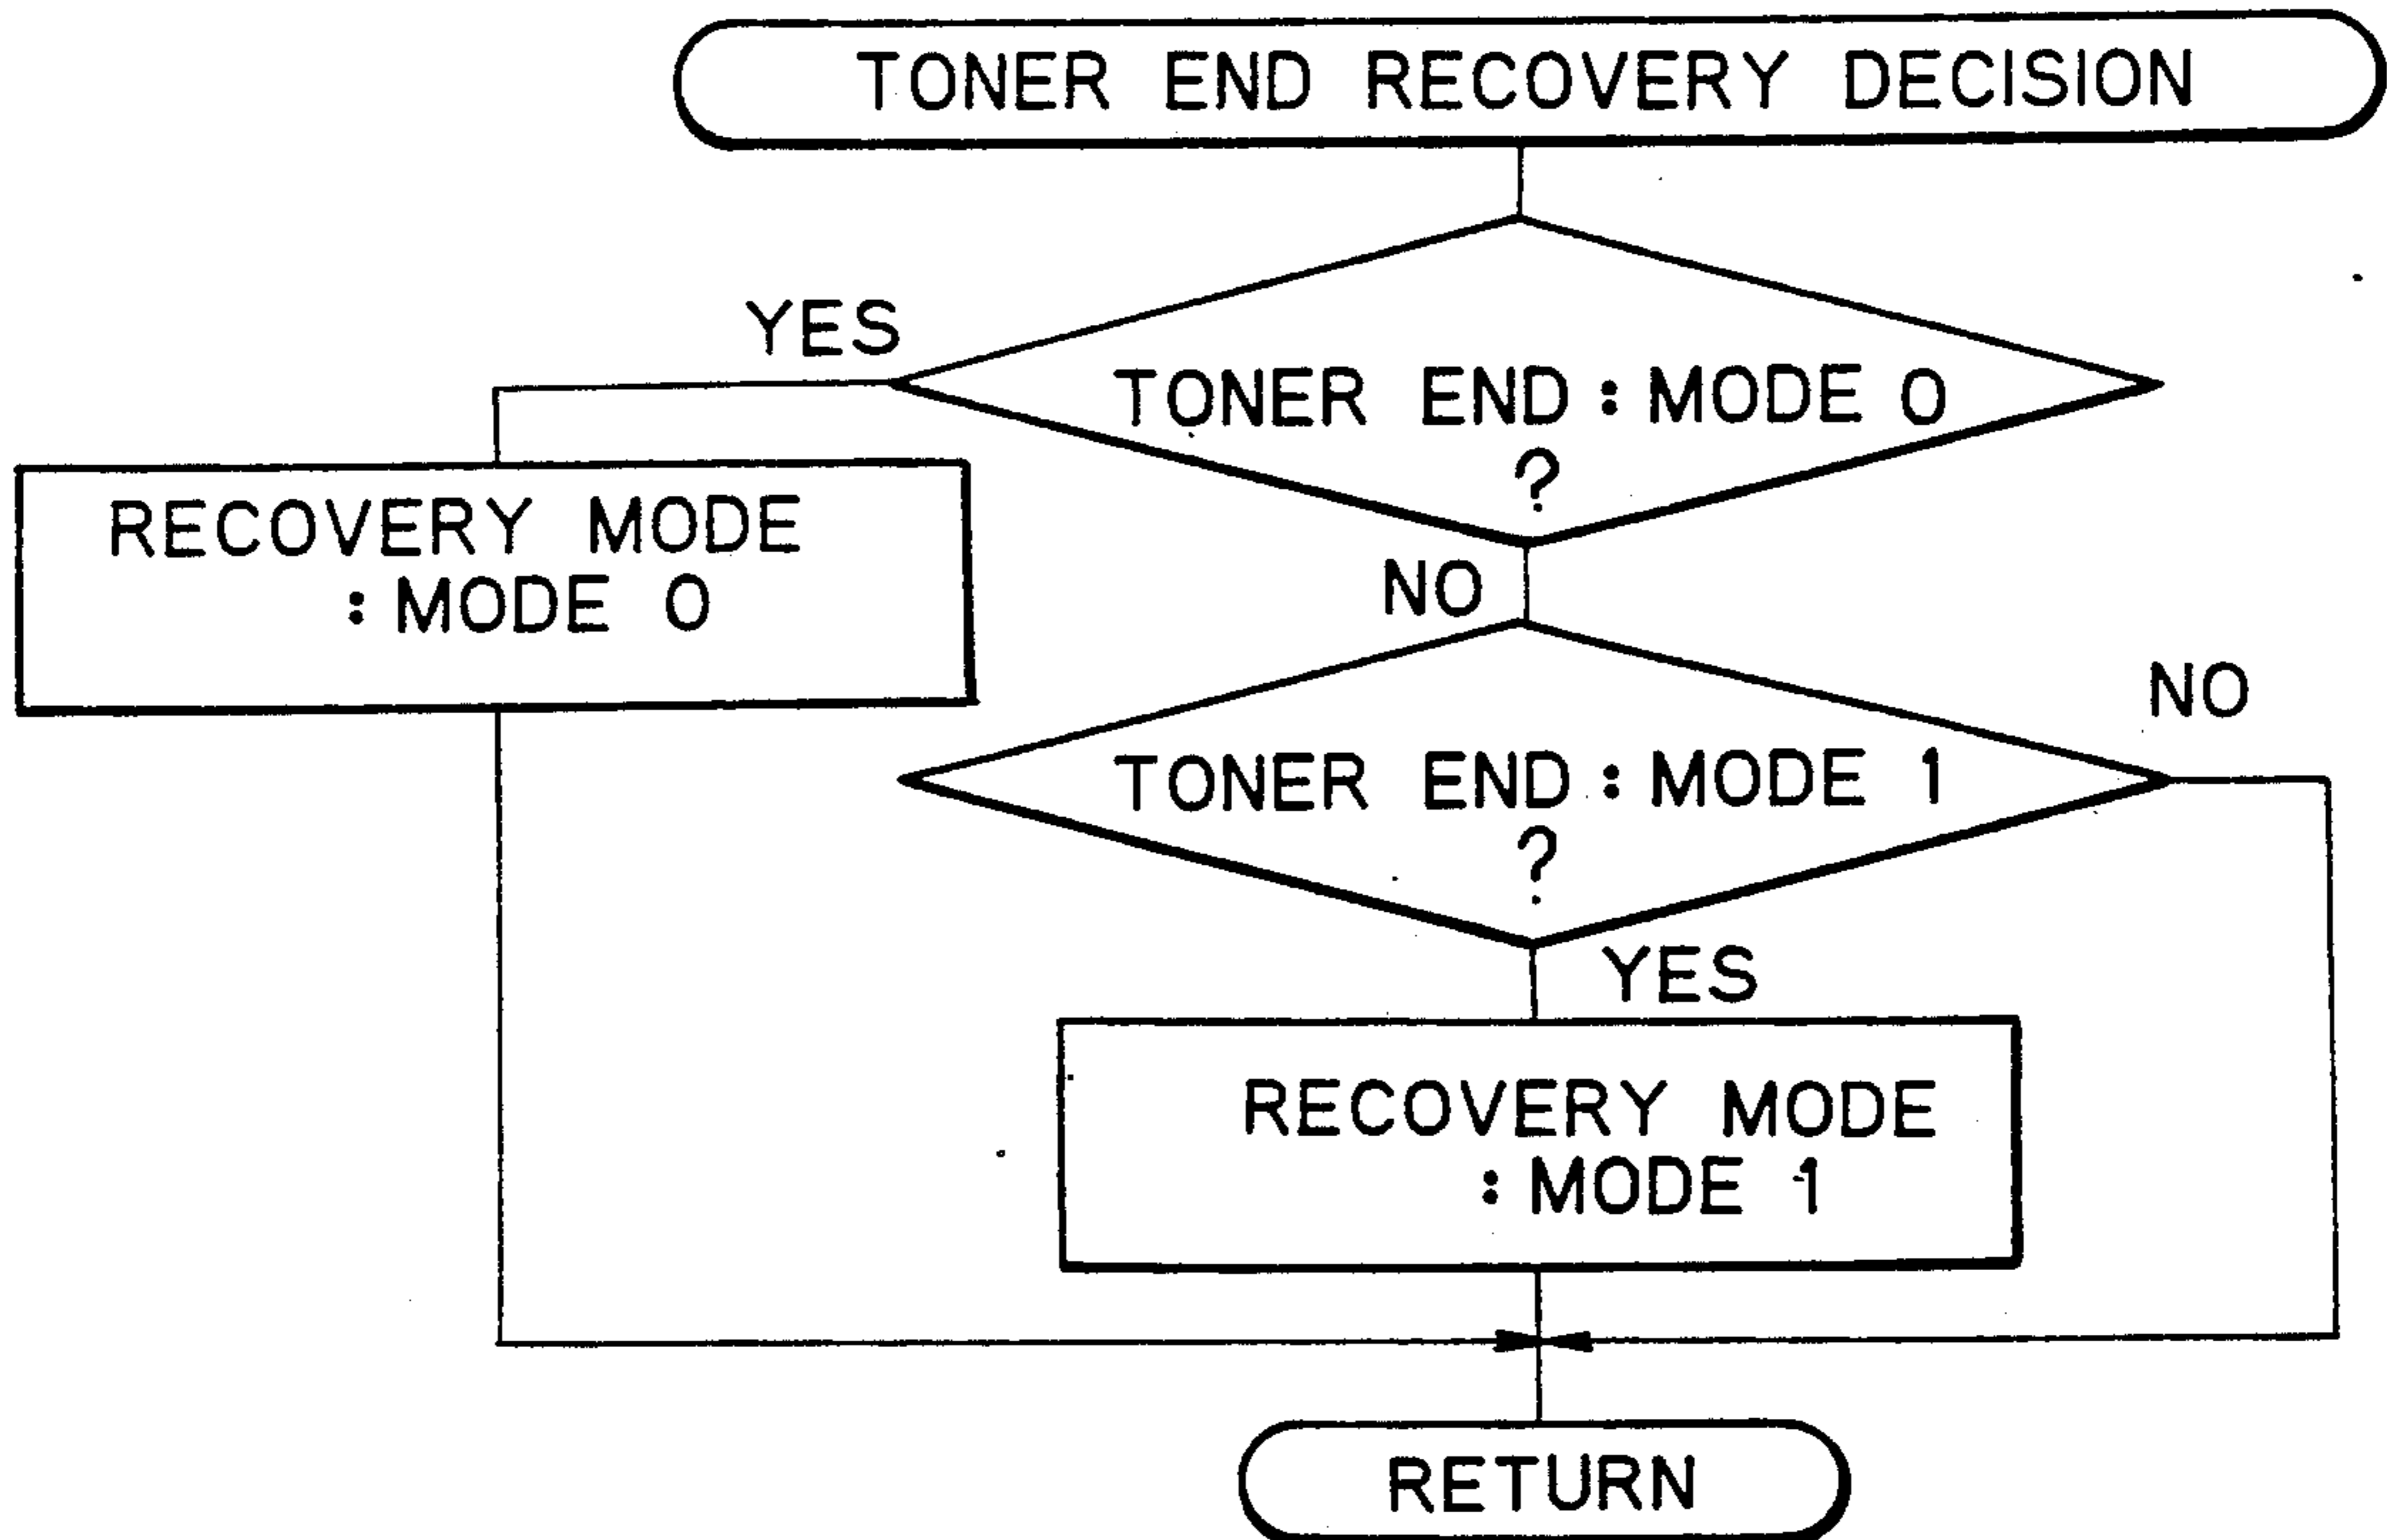 TONER END RECOVERY DECISION
YES
TONER END : MODE 0
?
RECOVERY MODE
: MODE 0
NO
NO
TONER END : MODE 1
?
YES
RECOVERY MODE
: MODE 1
RETURN